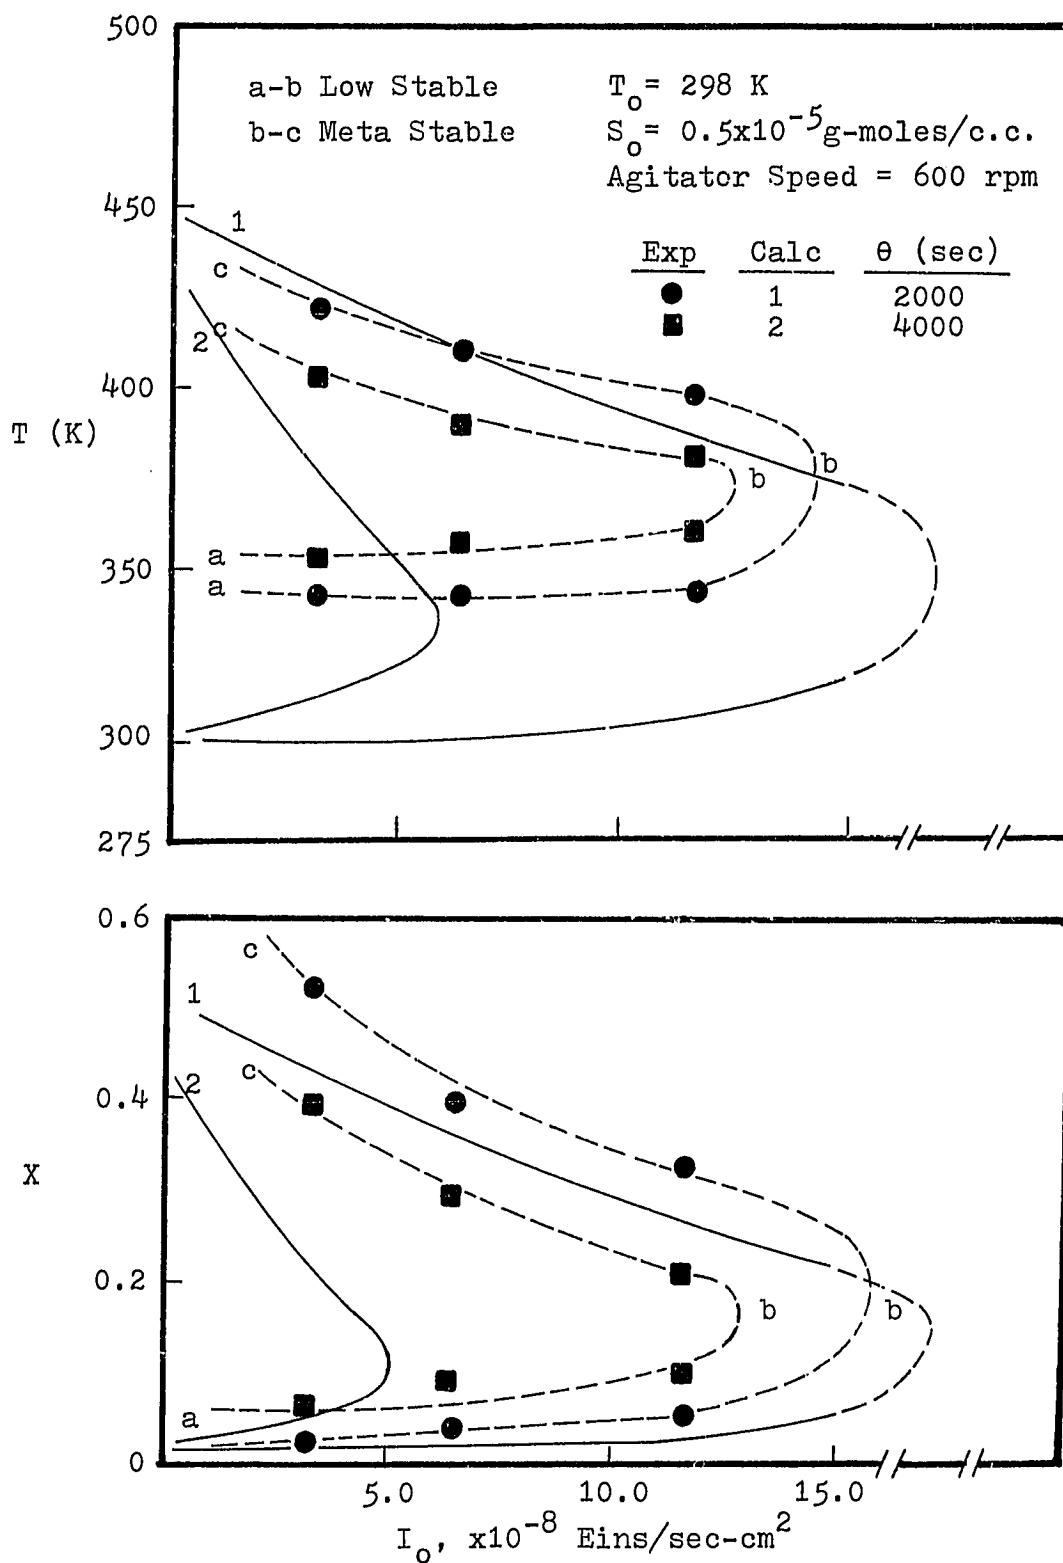 500
a-b Low Stable
T_o = 298 K
b-c Meta Stable
S_o = 0.5x10^-5 g-moles/c.c.
Agitator Speed = 600 rpm
450
1
Exp Calc θ (sec)
c
● 1 2000
■ 2 4000
2
c
400
T (K)
b
b
a
350
a
300
275
0.6
c
1
2
c
0.4
X
0.2
b
b
a
0
5.0 10.0 15.0
I_o, x10^-8 Eins/sec-cm^2